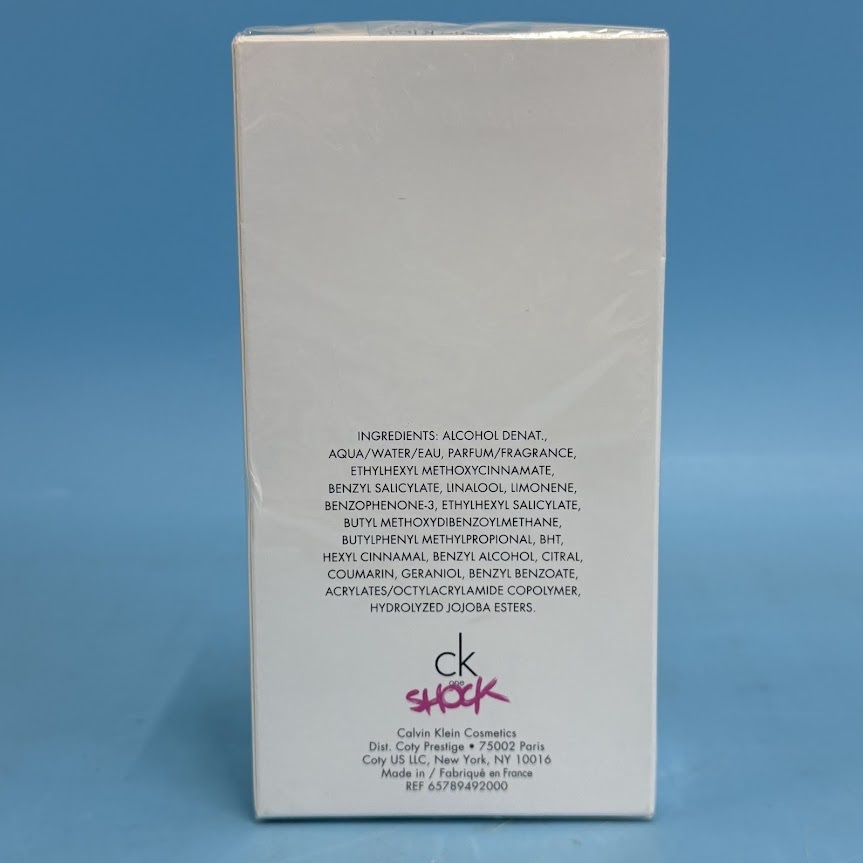 INGREDIENTS: ALCOHOL DENAT.,
AQUA/WATER/EAU, PARFUM/FRAGRANCE,
ETHYLHEXYL METHOXYCINNAMATE,
BENZYL SALICYLATE, LINALOOL, LIMONENE,
BENZOPHENONE-3, ETHYLHEXYL SALICYLATE,
BUTYL METHOXYDIBENZOYLMETHANE,
BUTYLPHENYL METHYLPROPIONAL, BHT,
HEXYL CINNAMAL, BENZYL ALCOHOL, CITRAL,
COUMARIN, GERANIOL, BENZYL BENZOATE,
ACRYLATES/OCTYLACRYLAMIDE COPOLYMER,
HYDROLYZED JOJOBA ESTERS.
ck
one
SHOCK
Calvin Klein Cosmetics
Dist. Coty Prestige • 75002 Paris
Coty US LLC, New York, NY 10016
Made in / Fabriqué en France
REF 65789492000